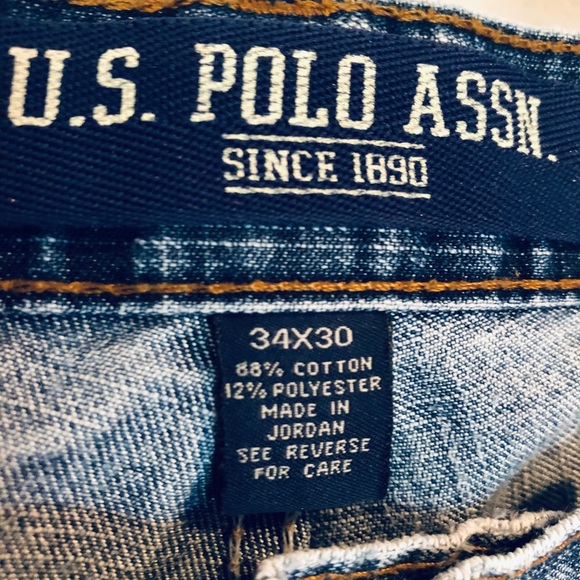 U.S. POLO ASSN.
SINCE 1890
34X30
88% COTTON
12% POLYESTER
MADE IN
JORDAN
SEE REVERSE
FOR CARE